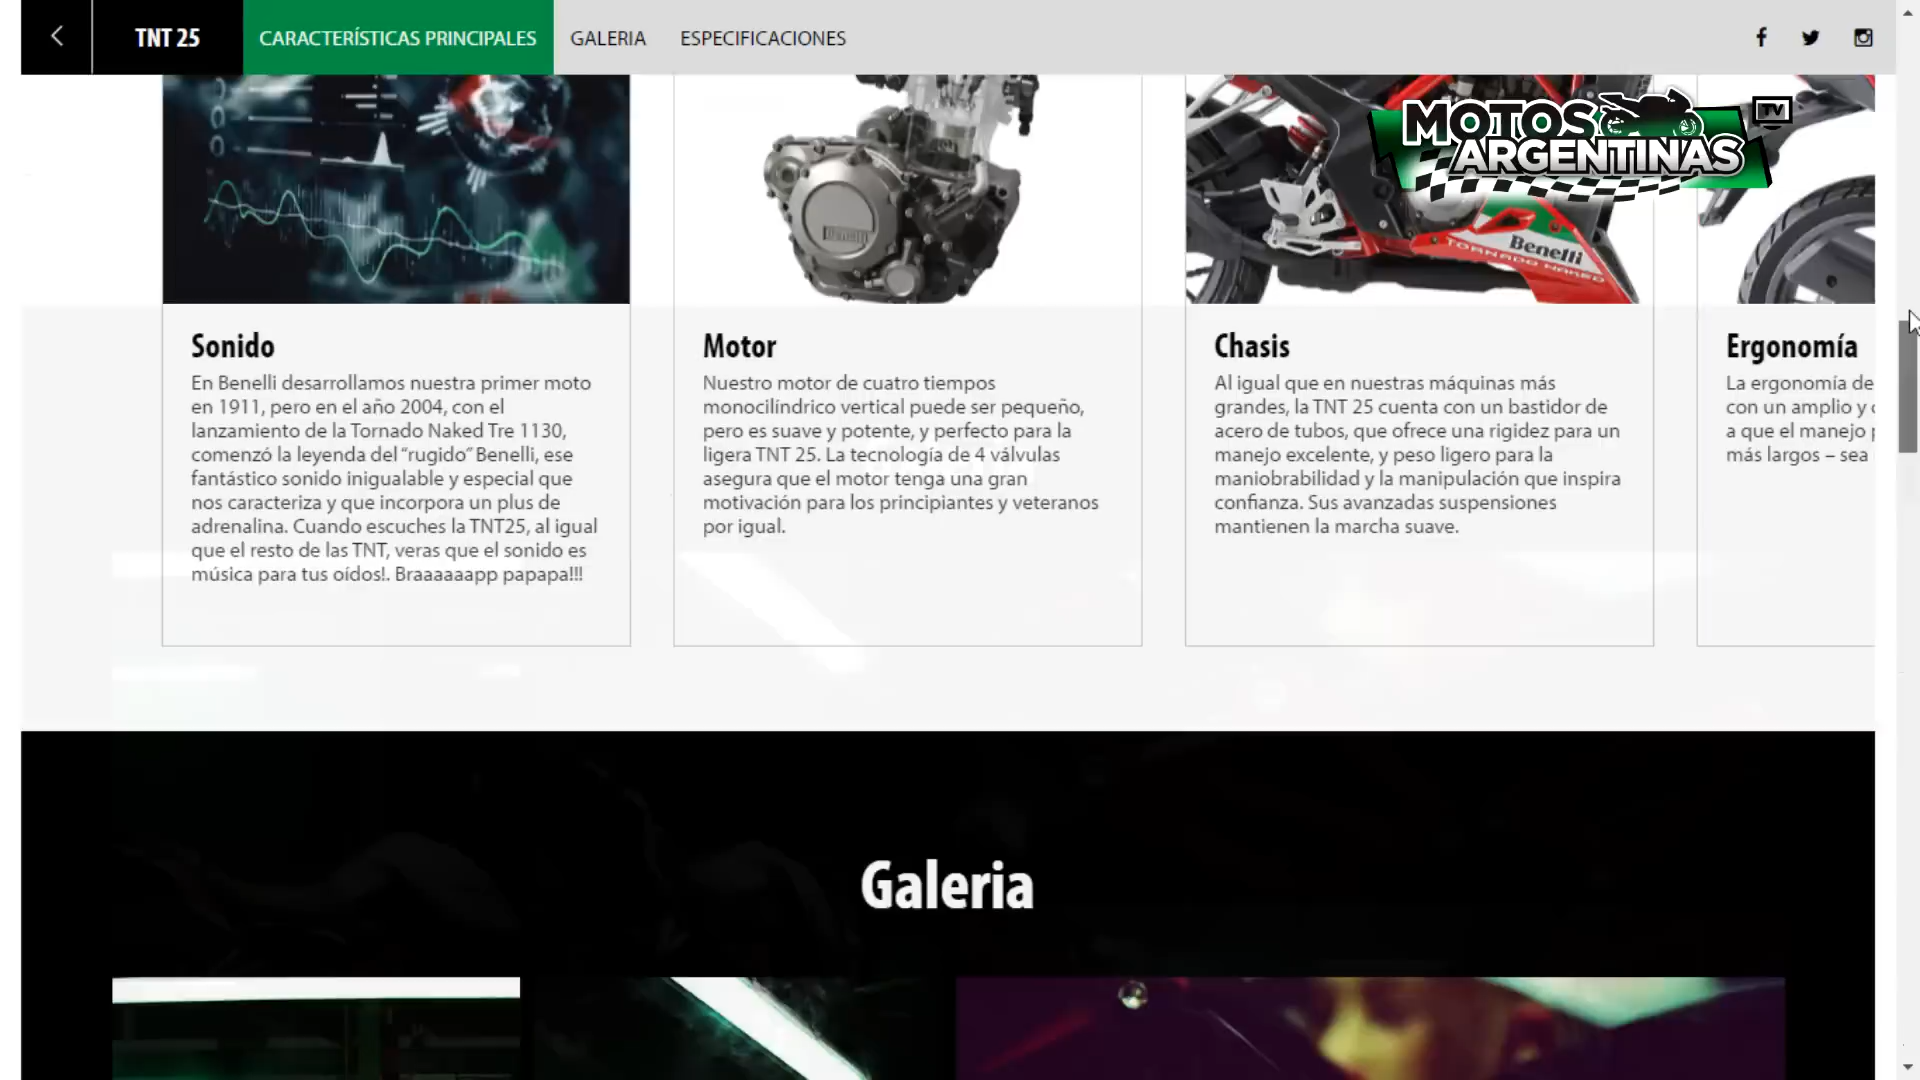 TNT 25
CARACTERÍSTICAS PRINCIPALES
GALERIA
ESPECIFICACIONES
MOTOS
TV
ARGENTINAS
Benelli
Benelli
TORNADO NAKED
Sonido
En Benelli desarrollamos nuestra primer moto
en 1911, pero en el año 2004, con el
lanzamiento de la Tornado Naked Tre 1130,
comenzó la leyenda del “rugido” Benelli, ese
fantástico sonido inigualable y especial que
nos caracteriza y que incorpora un plus de
adrenalina. Cuando escuches la TNT25, al igual
que el resto de las TNT, veras que el sonido es
música para tus oídos!. Braaaaaapp papapa!!!
Motor
Nuestro motor de cuatro tiempos
monocilíndrico vertical puede ser pequeño,
pero es suave y potente, y perfecto para la
ligera TNT 25. La tecnología de 4 válvulas
asegura que el motor tenga una gran
motivación para los principiantes y veteranos
por igual.
Chasis
Al igual que en nuestras máquinas más
grandes, la TNT 25 cuenta con un bastidor de
acero de tubos, que ofrece una rigidez para un
manejo excelente, y peso ligero para la
maniobrabilidad y la manipulación que inspira
confianza. Sus avanzadas suspensiones
mantienen la marcha suave.
Ergonomía
La ergonomía de
con un amplio y
a que el manejo
más largos – sea
Galeria